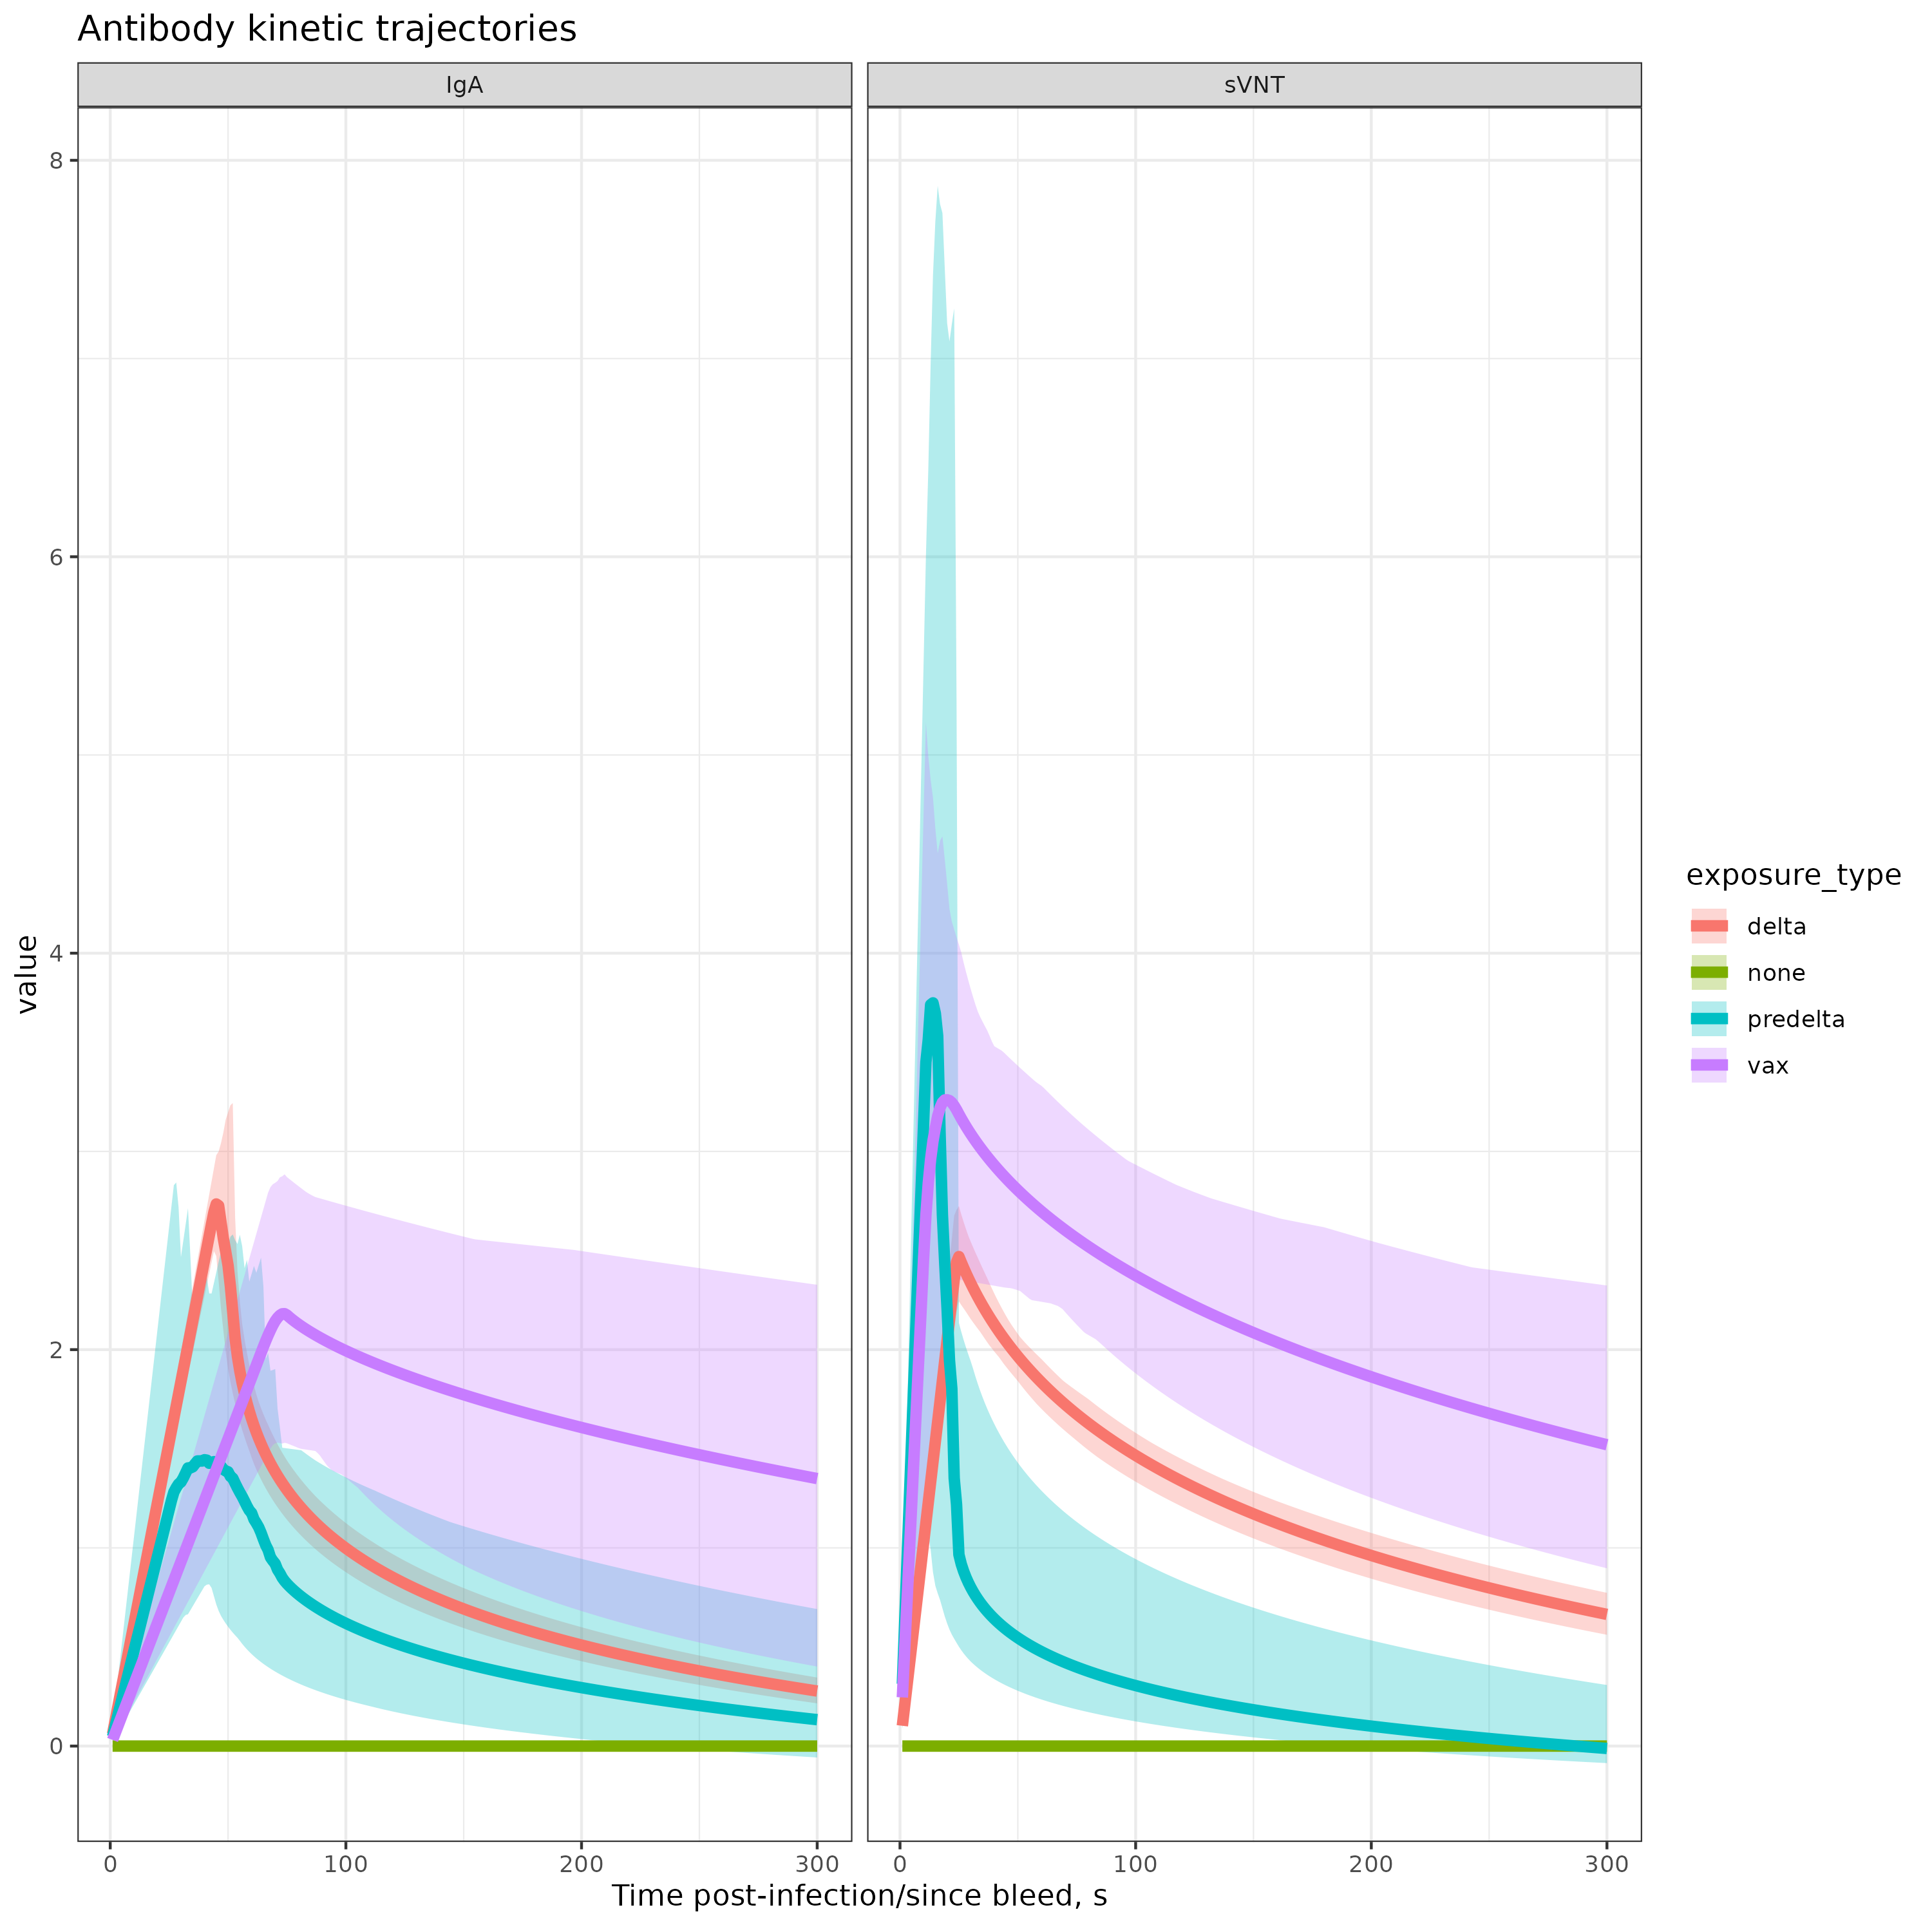 Antibody kinetic trajectories
IgA
sVNT
8
6
4
2
0
value
0
100
200
300
0
100
200
300
Time post-infection/since bleed, s
exposure_type
delta
none
predelta
vax